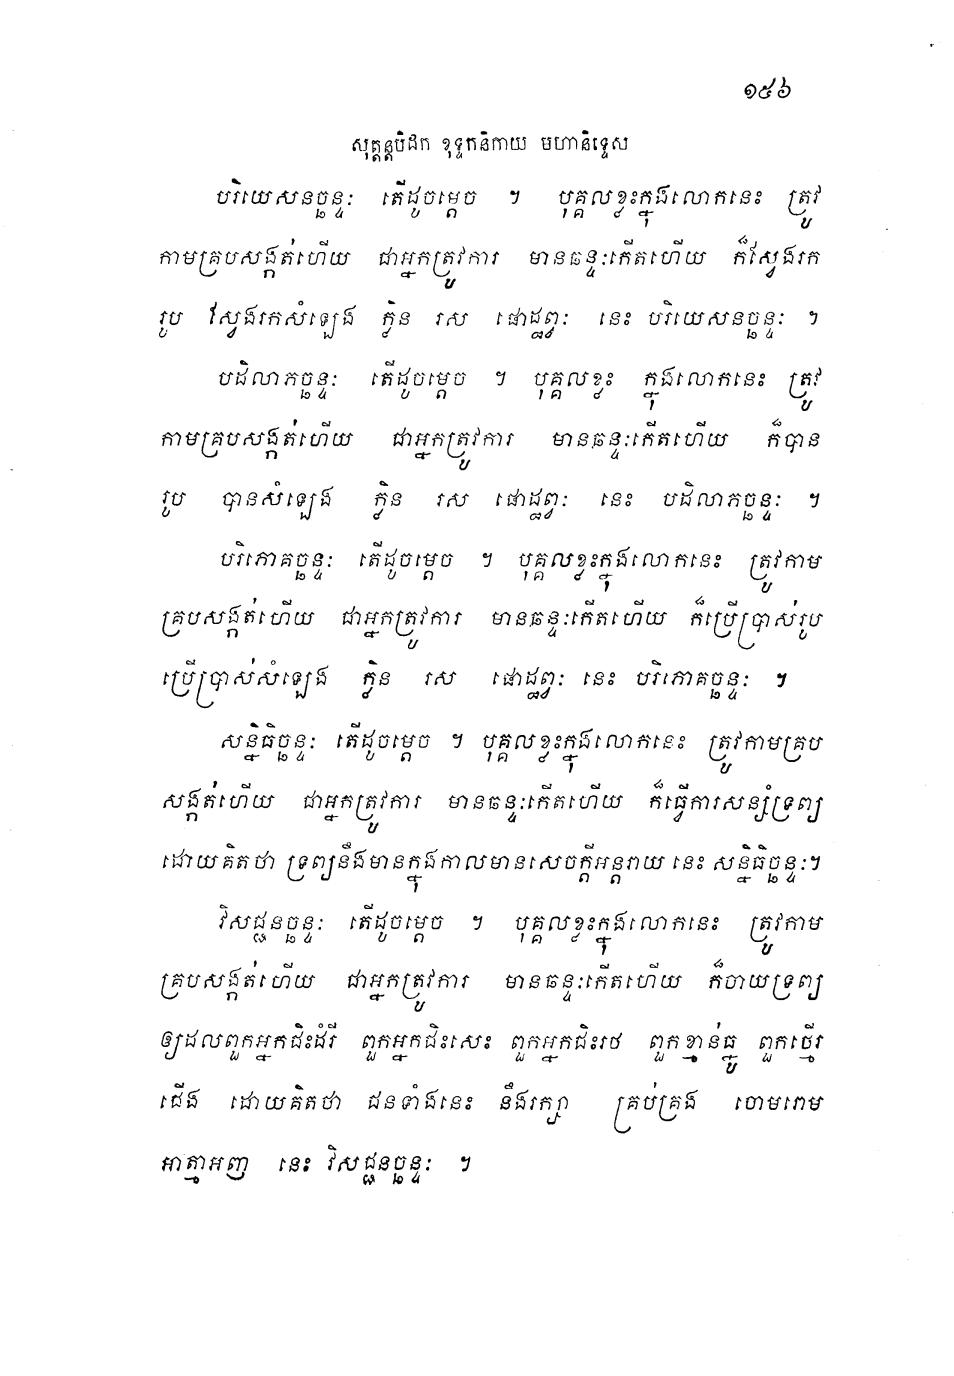 ១៥៦
សុត្តន្តបិដក ខុទ្ទកនិកាយ មហានិទ្ទេស
បរិយេសនច្ឆន្ទៈ តើដូចម្តេច ។ បុគ្គលខ្លះក្នុងលោកនេះ ត្រូវ
កាមគ្របសង្កត់ហើយ ជាអ្នកត្រូវការ មានឆន្ទៈកើតហើយ ក៏ស្វែងរក
រូប ស្វែងរកសំឡេង ក្លិន រស ផោដ្ឋព្វៈ នេះ បរិយេសនច្ឆន្ទៈ ។
បដិលាភច្ឆន្ទៈ តើដូចម្តេច ។ បុគ្គលខ្លះ ក្នុងលោកនេះ ត្រូវ
កាមគ្របសង្កត់ហើយ ជាអ្នកត្រូវការ មានឆន្ទៈកើតហើយ ក៏បាន
រូប បានសំឡេង ក្លិន រស ផោដ្ឋព្វៈ នេះ បដិលាភច្ឆន្ទៈ ។
បរិភោគច្ឆន្ទៈ តើដូចម្តេច ។ បុគ្គលខ្លះក្នុងលោកនេះ ត្រូវកាម
គ្របសង្កត់ហើយ ជាអ្នកត្រូវការ មានឆន្ទៈកើតហើយ ក៏ប្រើប្រាស់រូប
ប្រើប្រាស់សំឡេង ក្លិន រស ផោដ្ឋព្វៈ នេះ បរិភោគច្ឆន្ទៈ ។
សន្និធិច្ឆន្ទៈ តើដូចម្តេច ។ បុគ្គលខ្លះក្នុងលោកនេះ ត្រូវកាមគ្រប
សង្កត់ហើយ ជាអ្នកត្រូវការ មានឆន្ទៈកើតហើយ ក៏ធ្វើការសន្សំទ្រព្យ
ដោយគិតថា ទ្រព្យនឹងមានក្នុងកាលមានសេចក្តីអន្តរាយ នេះ សន្និធិច្ឆន្ទៈ។
វិសជ្ជនច្ឆន្ទៈ តើដូចម្តេច ។ បុគ្គលខ្លះក្នុងលោកនេះ ត្រូវកាម
គ្របសង្កត់ហើយ ជាអ្នកត្រូវការ មានឆន្ទៈកើតហើយ ក៏ចាយទ្រព្យ
ឲ្យដល់ពួកអ្នកជិះដំរី ពួកអ្នកជិះសេះ ពួកអ្នកជិះរថ ពួកខ្មាន់ធ្នូ ពួកថ្មើរ
ជើង ដោយគិតថា ជនទាំងនេះ នឹងរក្សា គ្រប់គ្រង ចោមរោម
អាត្មាអញ នេះ វិសជ្ជនច្ឆន្ទៈ ។